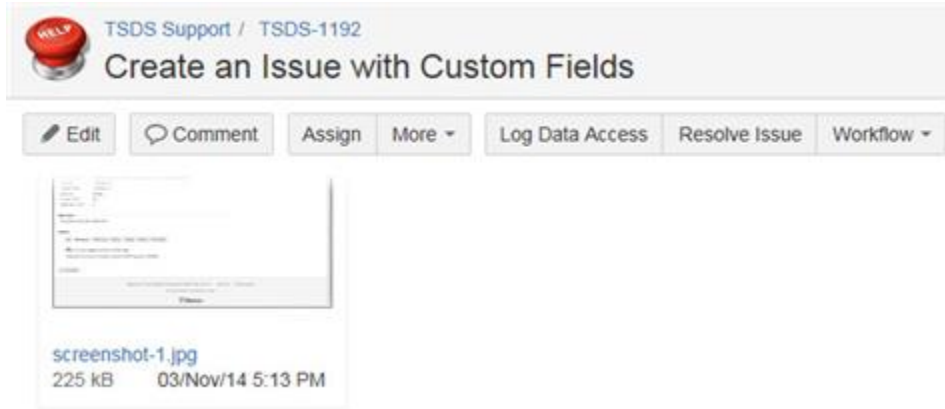 HELP
TSDS Support / TSDS-1192
Create an Issue with Custom Fields
Edit Comment Assign More Log Data Access Resolve Issue Workflow
screenshot-1.jpg
225 kB 03/Nov/14 5:13 PM